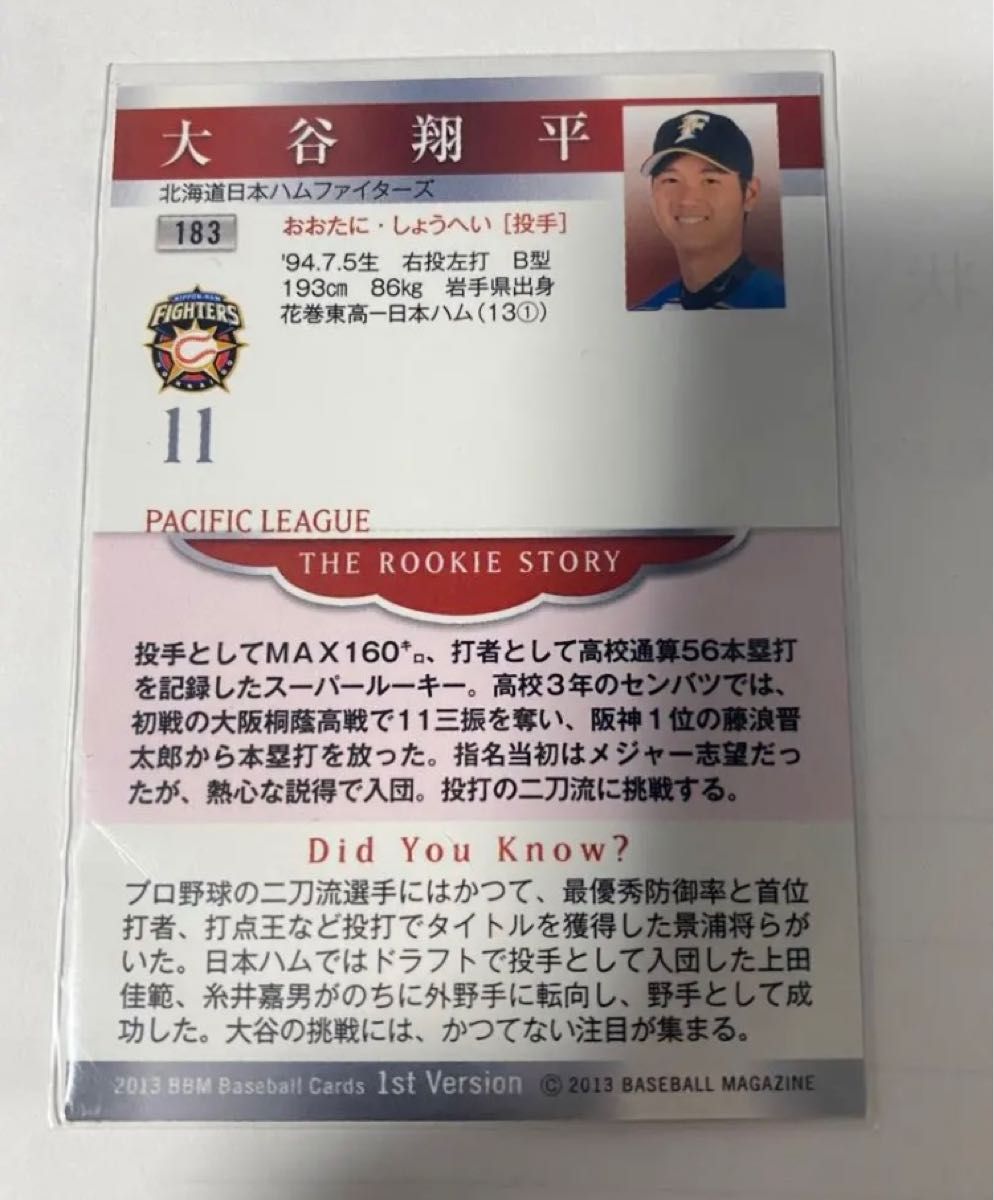 大谷翔平
北海道日本ハムファイターズ
183
おおたに・しょうへい［投手］
'94.7.5生　右投左打　B型
193㎝　86㎏　岩手県出身
花巻東高ー日本ハム（13①）
NIPPON-HAM
FIGHTERS
HOKKAIDO
11
F
PACIFIC LEAGUE
THE ROOKIE STORY
投手としてMAX160㌔、打者として高校通算56本塁打
を記録したスーパールーキー。高校3年のセンバツでは、
初戦の大阪桐蔭高戦で11三振を奪い、阪神1位の藤浪晋
太郎から本塁打を放った。指名当初はメジャー志望だっ
たが、熱心な説得で入団。投打の二刀流に挑戦する。
Did You Know?
プロ野球の二刀流選手にはかつて、最優秀防御率と首位
打者、打点王など投打でタイトルを獲得した景浦将らが
いた。日本ハムではドラフトで投手として入団した上田
佳範、糸井嘉男がのちに外野手に転向し、野手として成
功した。大谷の挑戦には、かつてない注目が集まる。
2013 BBM Baseball Cards 1st Version © 2013 BASEBALL MAGAZINE